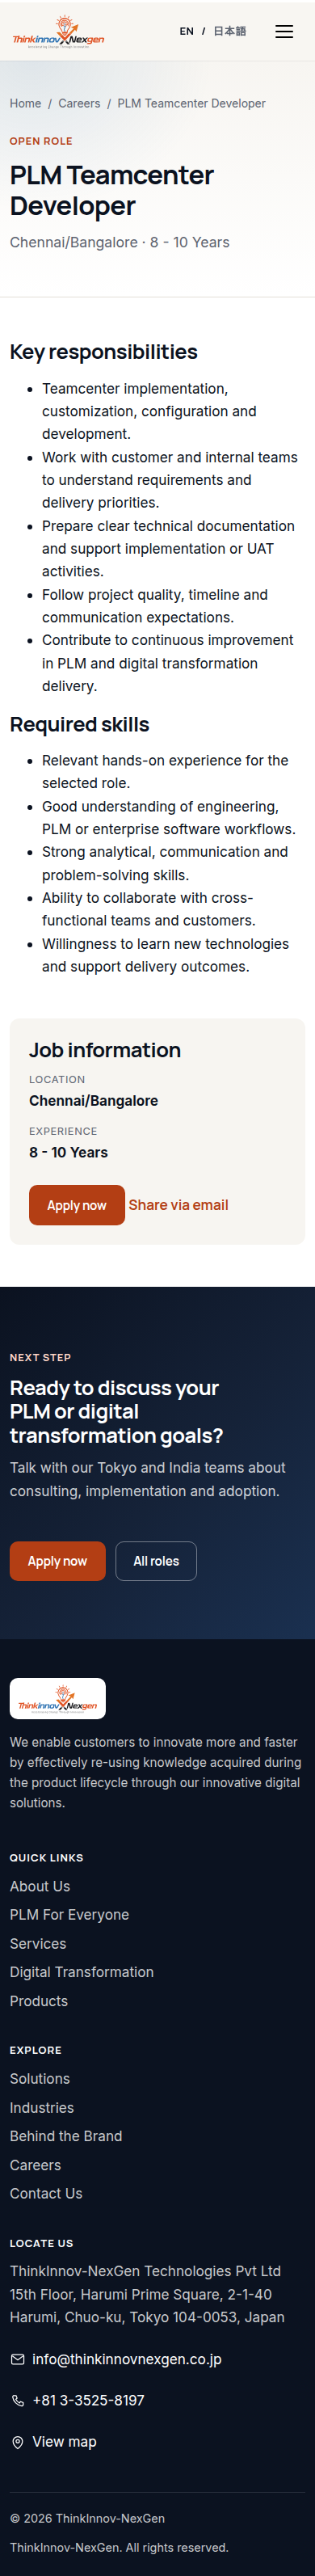 ThinkInnov Nexgen
EN / 日本語
Home / Careers / PLM Teamcenter Developer
OPEN ROLE
PLM Teamcenter
Developer
Chennai/Bangalore · 8 - 10 Years
Key responsibilities
• Teamcenter implementation,
customization, configuration and
development.
• Work with customer and internal teams
to understand requirements and
delivery priorities.
• Prepare clear technical documentation
and support implementation or UAT
activities.
• Follow project quality, timeline and
communication expectations.
• Contribute to continuous improvement
in PLM and digital transformation
delivery.
Required skills
• Relevant hands-on experience for the
selected role.
• Good understanding of engineering,
PLM or enterprise software workflows.
• Strong analytical, communication and
problem-solving skills.
• Ability to collaborate with cross-
functional teams and customers.
• Willingness to learn new technologies
and support delivery outcomes.
Job information
LOCATION
Chennai/Bangalore
EXPERIENCE
8 - 10 Years
Apply now Share via email
NEXT STEP
Ready to discuss your
PLM or digital
transformation goals?
Talk with our Tokyo and India teams about
consulting, implementation and adoption.
Apply now All roles
ThinkInnov Nexgen
We enable customers to innovate more and faster
by effectively re-using knowledge acquired during
the product lifecycle through our innovative digital
solutions.
QUICK LINKS
About Us
PLM For Everyone
Services
Digital Transformation
Products
EXPLORE
Solutions
Industries
Behind the Brand
Careers
Contact Us
LOCATE US
ThinkInnov-NexGen Technologies Pvt Ltd
15th Floor, Harumi Prime Square, 2-1-40
Harumi, Chuo-ku, Tokyo 104-0053, Japan
info@thinkinnovnexgen.co.jp
+81 3-3525-8197
View map
© 2026 ThinkInnov-NexGen
ThinkInnov-NexGen. All rights reserved.